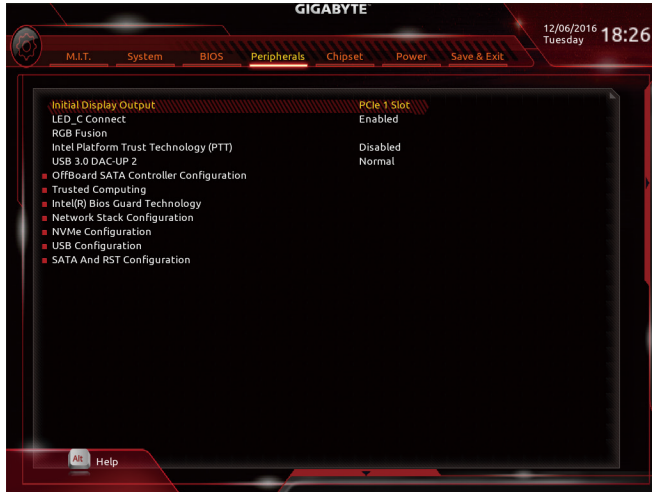 GIGABYTE
12/06/2016 Tuesday 18:26
M.I.T. System BIOS Peripherals Chipset Power Save & Exit
Initial Display Output PCIe 1 Slot
LED_C Connect Enabled
RGB Fusion
Intel Platform Trust Technology (PTT) Disabled
USB 3.0 DAC-UP 2 Normal
OffBoard SATA Controller Configuration
Trusted Computing
Intel(R) Bios Guard Technology
Network Stack Configuration
NVMe Configuration
USB Configuration
SATA And RST Configuration
Alt Help